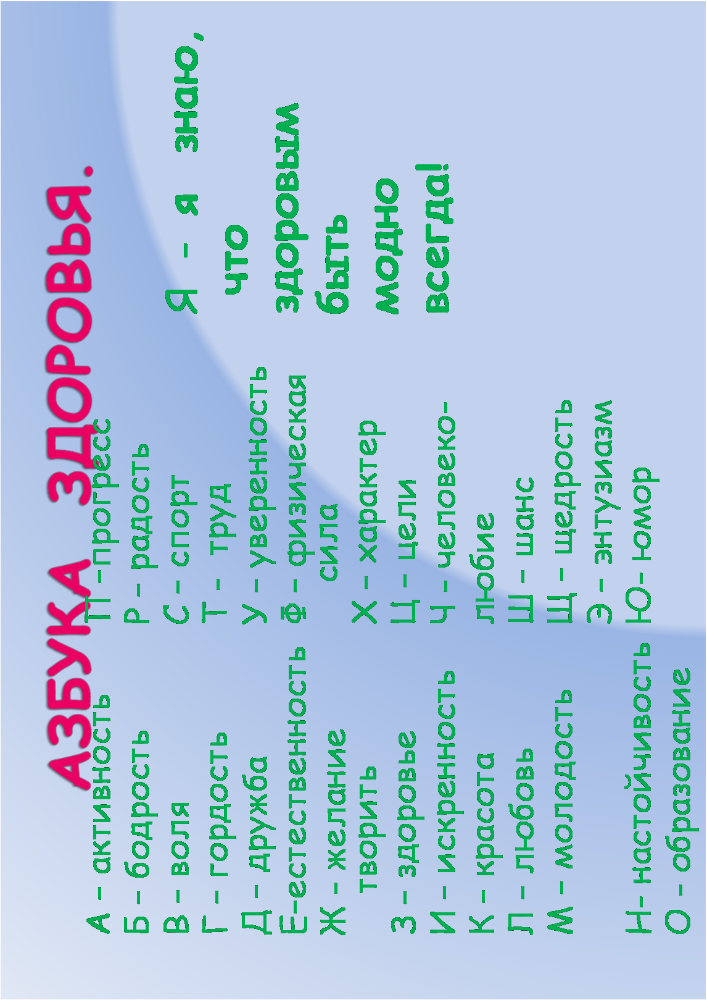 АЗБУКА ЗДОРОВЬЯ.
А – активность
Б – бодрость
В – воля
Г – гордость
Д – дружба
Е–естественность
Ж – желание
творить
З – здоровье
И – искренность
К – красота
Л – любовь
М – молодость
Н– настойчивость
О – образование
П –прогресс
Р – радость
С – спорт
Т – труд
У – уверенность
Ф – физическая
сила
Х – характер
Ц – цели
Ч – человеко-
любие
Ш – шанс
Щ – щедрость
Э – энтузиазм
Ю– юмор
Я – я знаю,
что
здоровым
быть
модно
всегда!